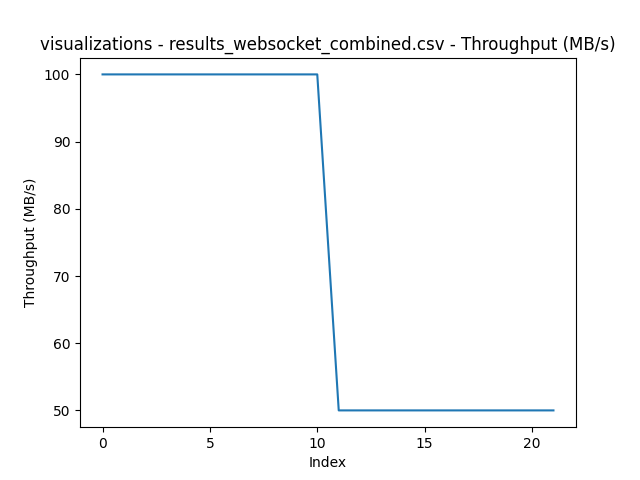 visualizations - results_websocket_combined.csv - Throughput (MB/s)
100
90
80
70
60
50
Throughput (MB/s)
0 5 10 15 20
Index